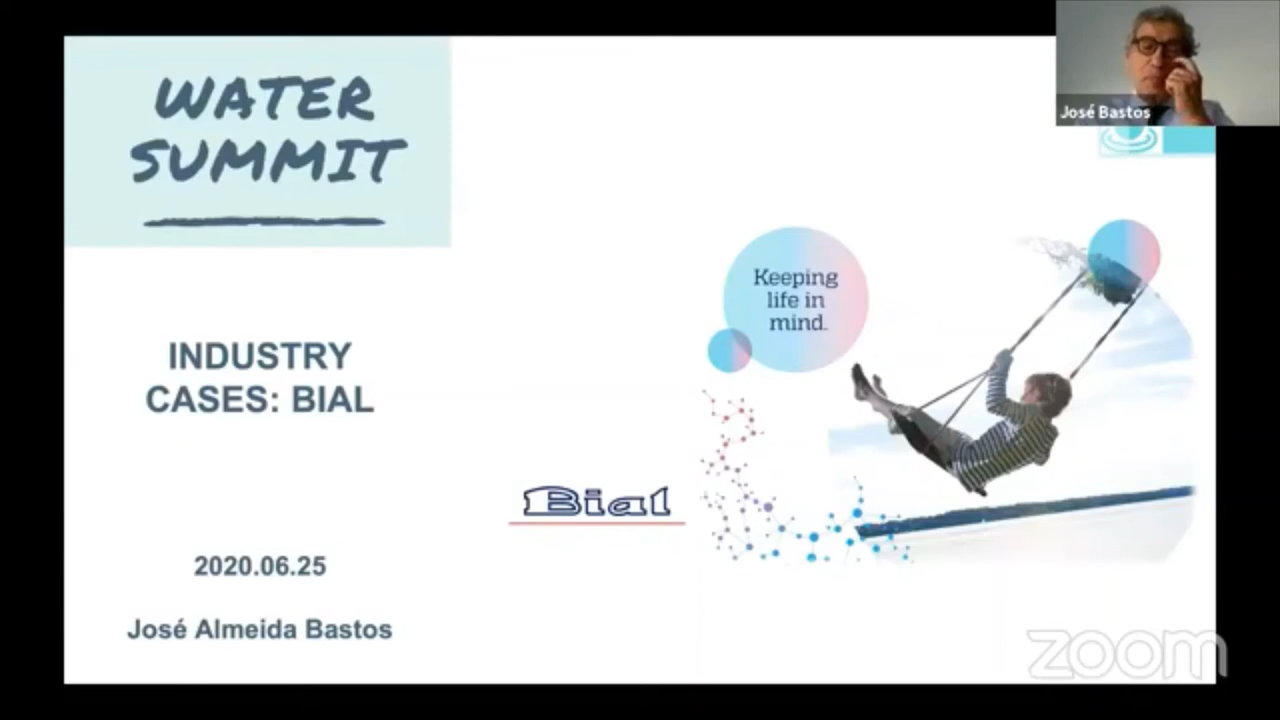 WATER
SUMMIT
José Bastos
Keeping
life in
mind.
INDUSTRY
CASES: BIAL
Bial
2020.06.25
José Almeida Bastos
zoom